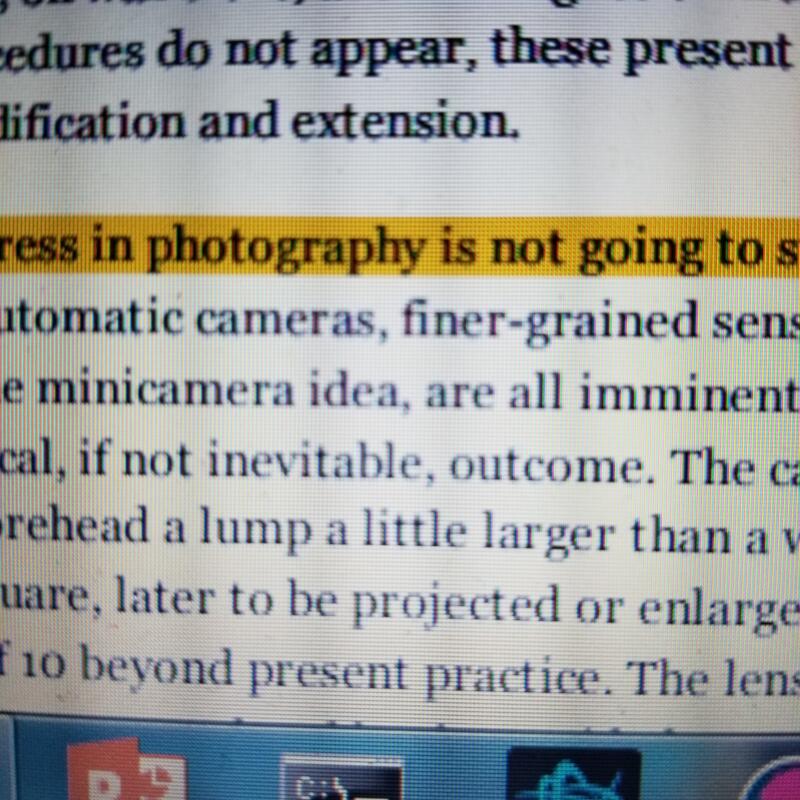 cedures do not appear, these present
dification and extension.
ress in photography is not going to s
utomatic cameras, finer-grained sens
e minicamera idea, are all imminent
cal, if not inevitable, outcome. The ca
orehead a lump a little larger than a w
uare, later to be projected or enlarge
f 10 beyond present practice. The lens
P
C:\_